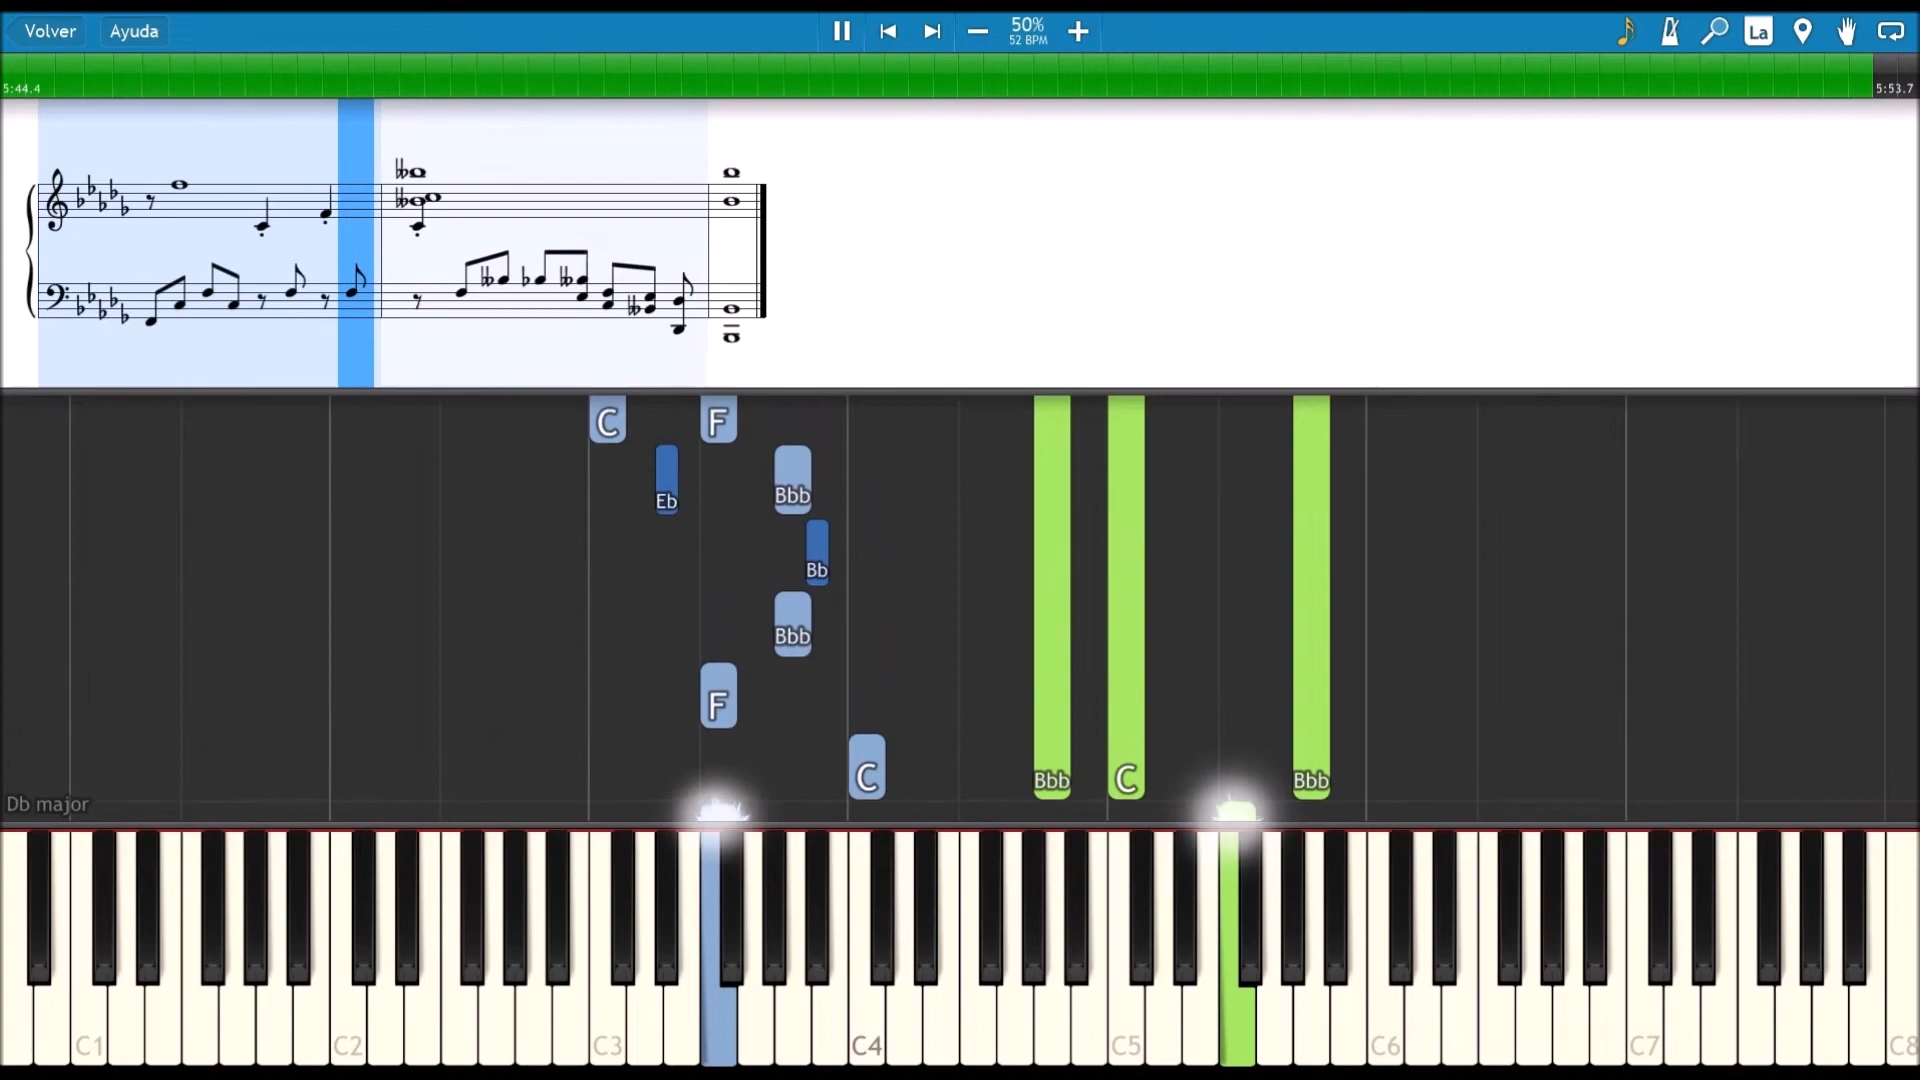 Volver Ayuda 50% La
52 BPM
5:44.4 5:53.7
C F
Eb Bbb
Bb
Bbb
F
C Bbb C Bbb
Db major
C1 C2 C3 C4 C5 C6 C7 C8